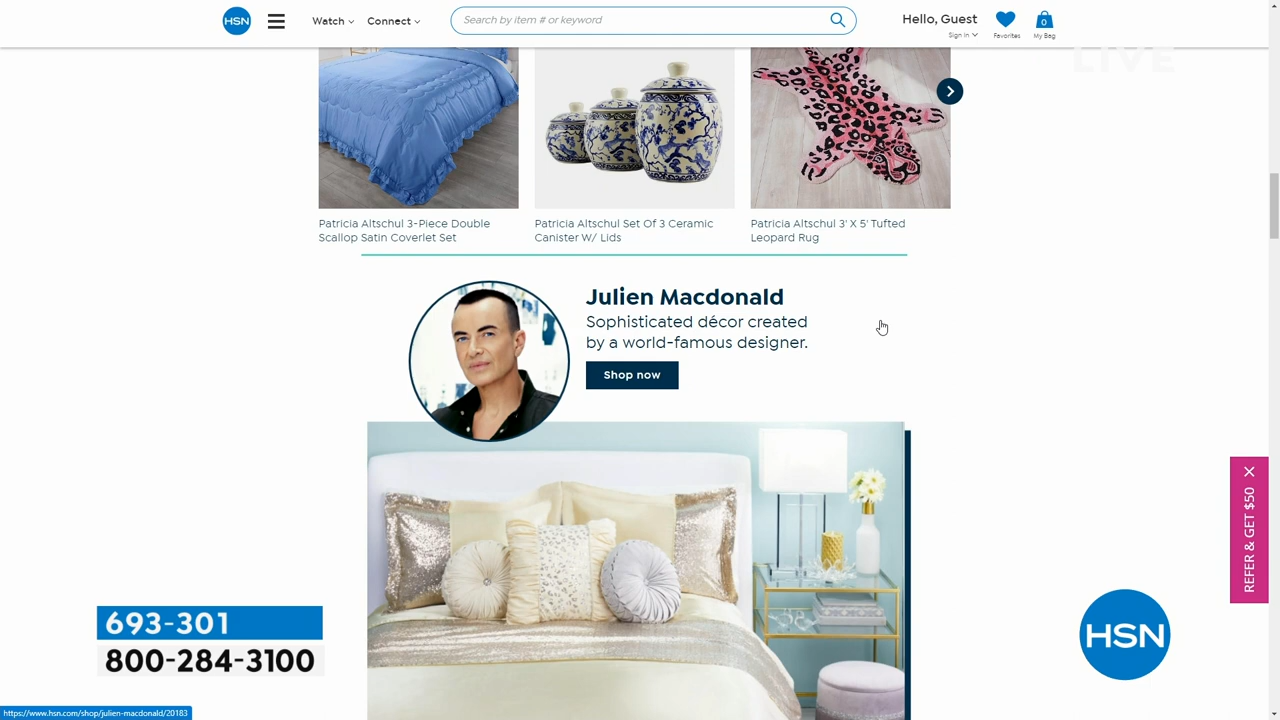 HSN
Watch
Connect
Search by item # or keyword
Hello, Guest
Sign In
Favorites
0
My Bag
LIVE
Patricia Altschul 3-Piece Double
Scallop Satin Coverlet Set
Patricia Altschul Set Of 3 Ceramic
Canister W/ Lids
Patricia Altschul 3' X 5' Tufted
Leopard Rug
Julien Macdonald
Sophisticated décor created
by a world-famous designer.
Shop now
REFER & GET $50
693-301
800-284-3100
HSN
https://www.hsn.com/shop/julien-macdonald/20183